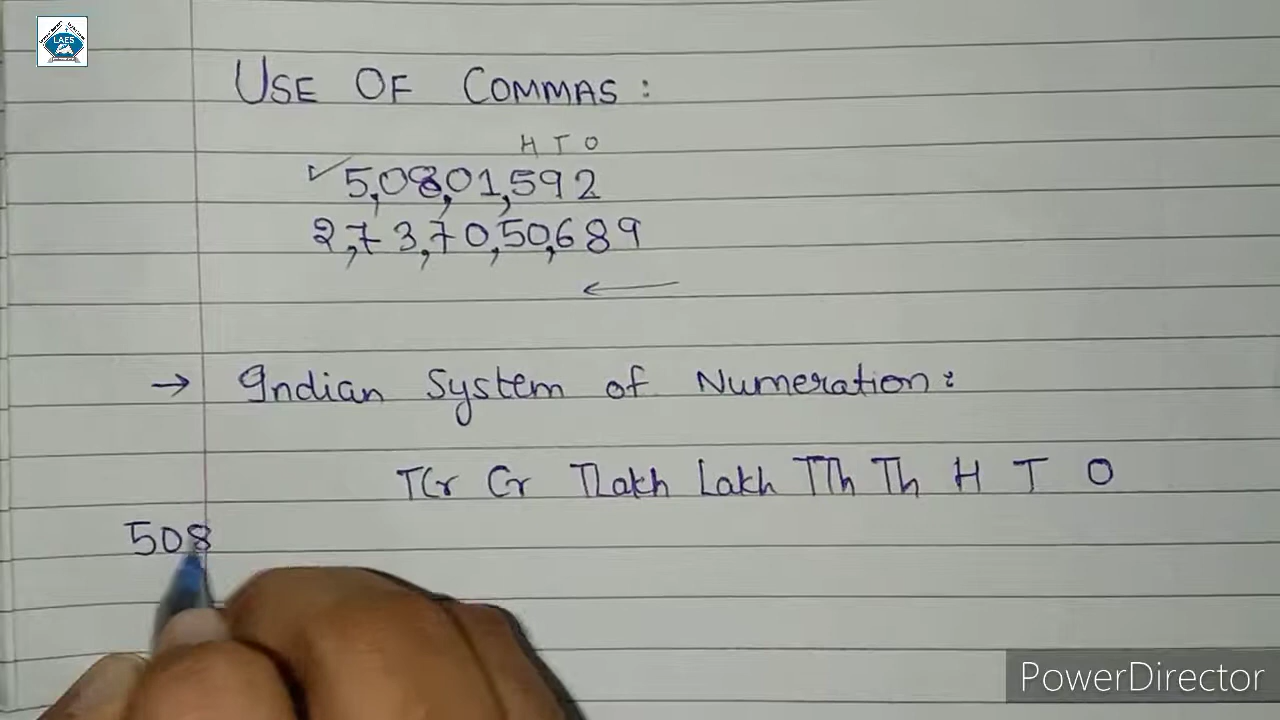 LAES
USE OF COMMAS :
H T O
✓5,08,01,592
2,73,70,50,689
←
→ Indian System of Numeration:
TCr Cr TLakh Lakh TTh Th H T O
508
PowerDirector